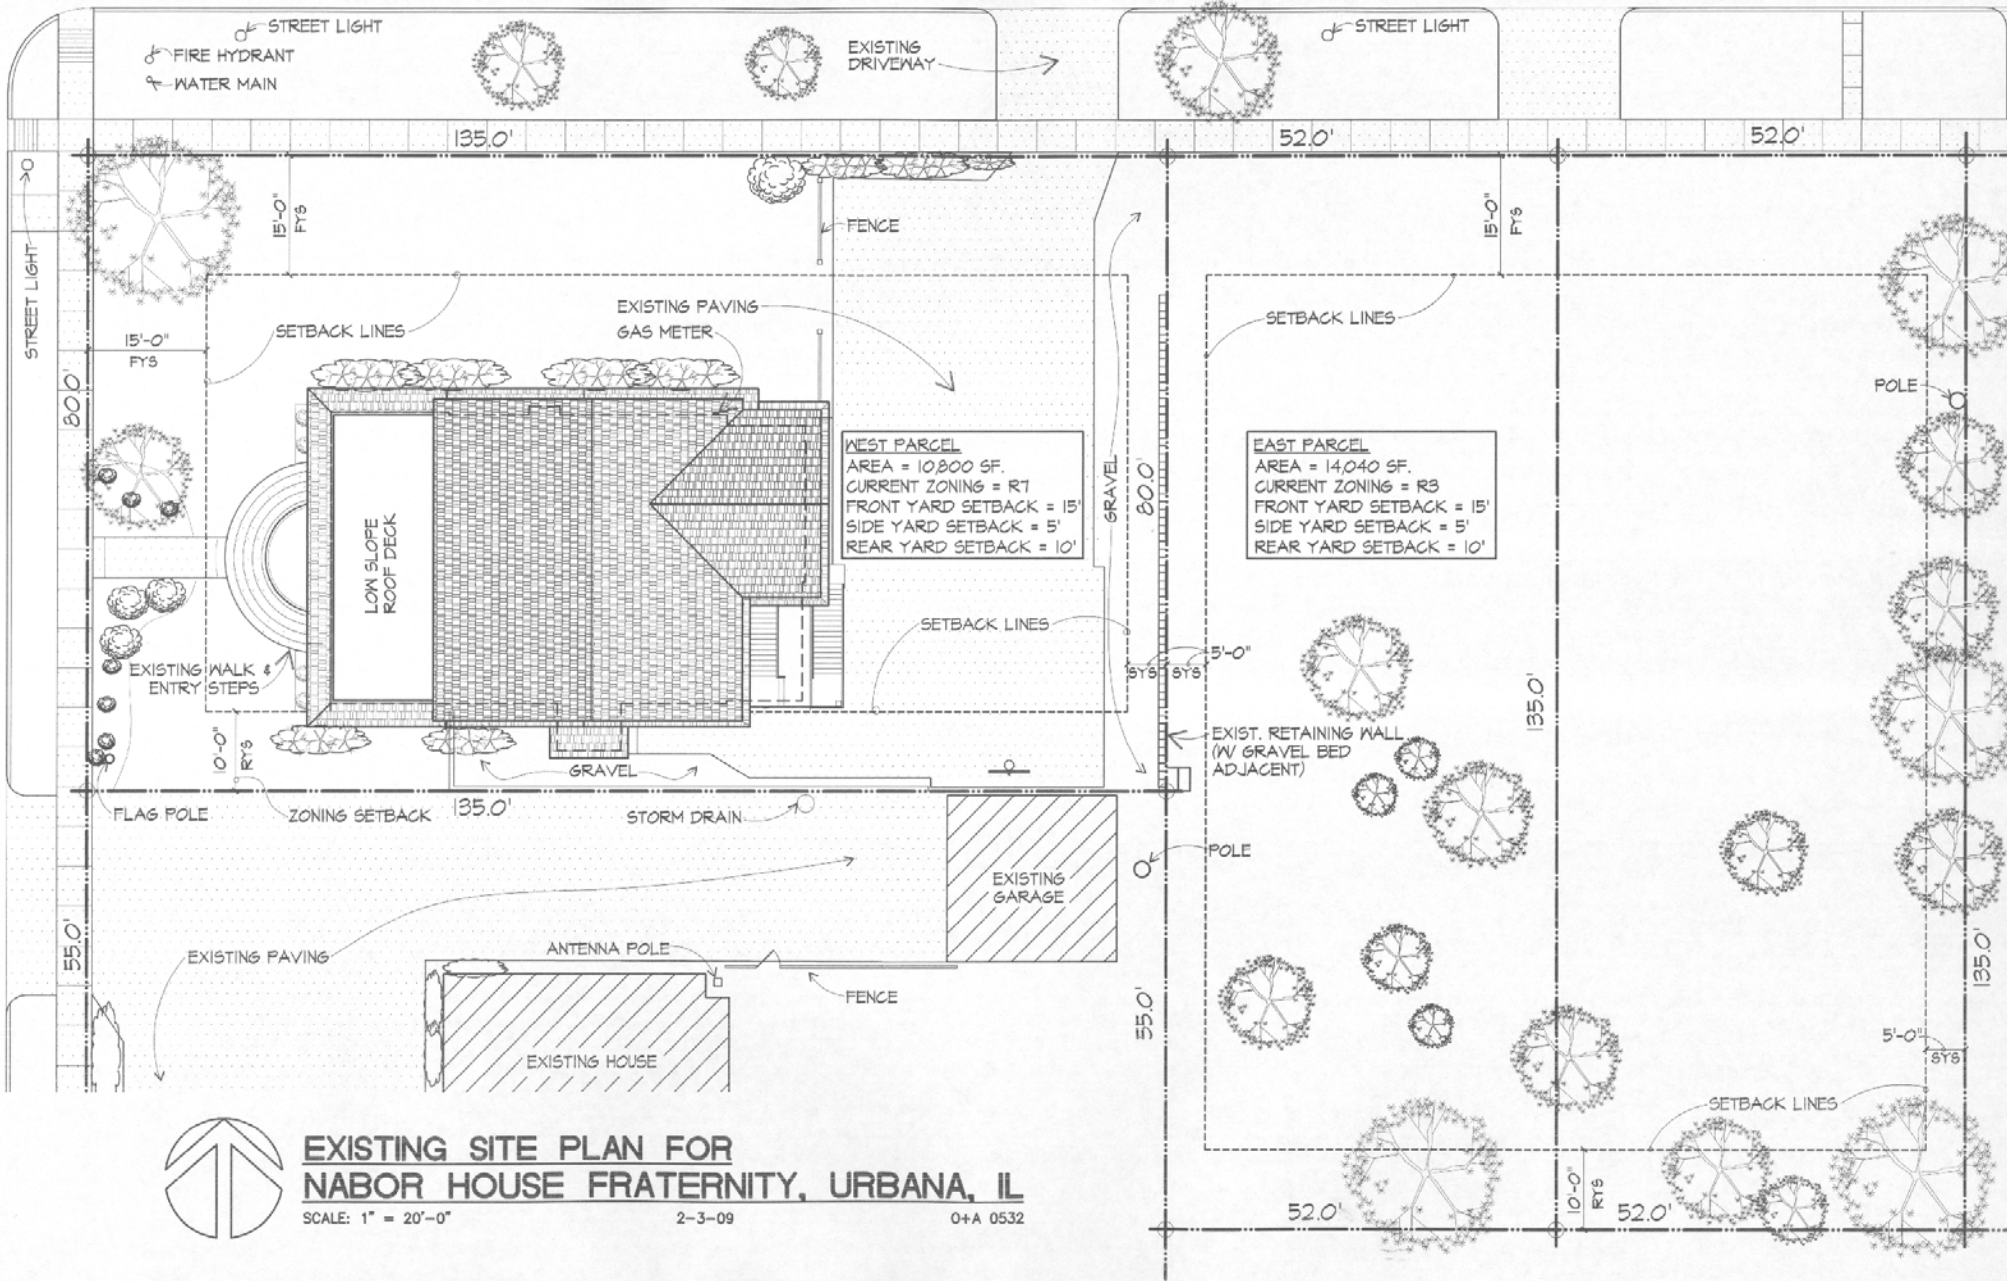 STREET LIGHT
FIRE HYDRANT
WATER MAIN
EXISTING
DRIVEWAY
STREET LIGHT
135.0'
52.0'
52.0'
15'-0"
FYS
FENCE
15'-0"
FYS
STREET LIGHT
SETBACK LINES
EXISTING PAVING
GAS METER
SETBACK LINES
15'-0"
FYS
80.0'
POLE
WEST PARCEL
AREA = 10,800 SF.
CURRENT ZONING = R7
FRONT YARD SETBACK = 15'
SIDE YARD SETBACK = 5'
REAR YARD SETBACK = 10'
GRAVEL
80.0'
EAST PARCEL
AREA = 14,040 SF.
CURRENT ZONING = R3
FRONT YARD SETBACK = 15'
SIDE YARD SETBACK = 5'
REAR YARD SETBACK = 10'
LOW SLOPE
ROOF DECK
SETBACK LINES
5'-0"
SYS
SYS
EXISTING WALK &
ENTRY STEPS
135.0'
10'-0"
RYS
GRAVEL
EXIST. RETAINING WALL
(W/ GRAVEL BED
ADJACENT)
FLAG POLE
ZONING SETBACK
135.0'
STORM DRAIN
POLE
EXISTING
GARAGE
55.0'
EXISTING PAVING
ANTENNA POLE
FENCE
55.0'
135.0'
EXISTING HOUSE
5'-0"
SYS
SETBACK LINES
EXISTING SITE PLAN FOR
NABOR HOUSE FRATERNITY, URBANA, IL
SCALE: 1" = 20'-0"
2-3-09
O+A 0532
52.0'
10'-0"
RYS
52.0'